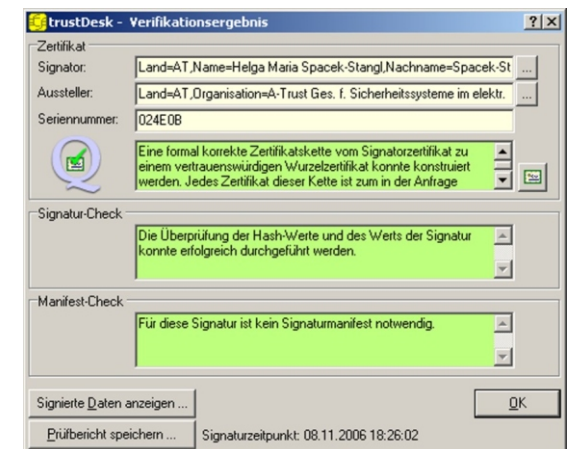 trustDesk - Verifikationsergebnis
Zertifikat
Signator: Land=AT,Name=Helga Maria Spacek-Stangl,Nachname=Spacek-St ...
Aussteller: Land=AT,Organisation=A-Trust Ges. f. Sicherheitssysteme im elektr. ...
Seriennummer: 024E0B
Eine formal korrekte Zertifikatskette vom Signatorzertifikat zu
einem vertrauenswürdigen Wurzelzertifikat konnte konstruiert
werden. Jedes Zertifikat dieser Kette ist zum in der Anfrage
Signatur-Check
Die Überprüfung der Hash-Werte und des Werts der Signatur
konnte erfolgreich durchgeführt werden.
Manifest-Check
Für diese Signatur ist kein Signaturmanifest notwendig.
Signierte Daten anzeigen ... OK
Prüfbericht speichern ... Signaturzeitpunkt: 08.11.2006 18:26:02